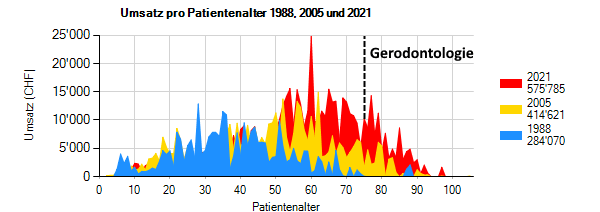 Umsatz pro Patientenalter 1988, 2005 und 2021
Umsatz [CHF]
25'000
20'000
15'000
10'000
5'000
0
0 10 20 30 40 50 60 70 80 90 100
Patientenalter
Gerodontologie
2021
575'785
2005
414'621
1988
284'070